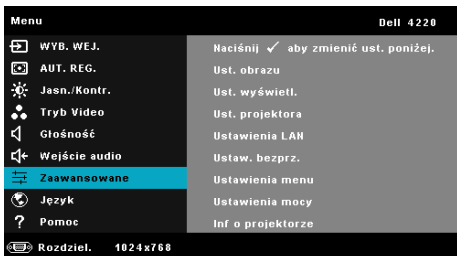 Menu Dell 4220
WYB. WEJ.
AUT. REG.
Jasn./Kontr.
Tryb Video
Głośność
Wejście audio
Zaawansowane
Język
Pomoc
Naciśnij ✓ aby zmienić ust. poniżej.
Ust. obrazu
Ust. wyświetl.
Ust. projektora
Ustawienia LAN
Ustaw. bezprz.
Ustawienia menu
Ustawienia mocy
Inf o projektorze
Rozdziel. 1024x768